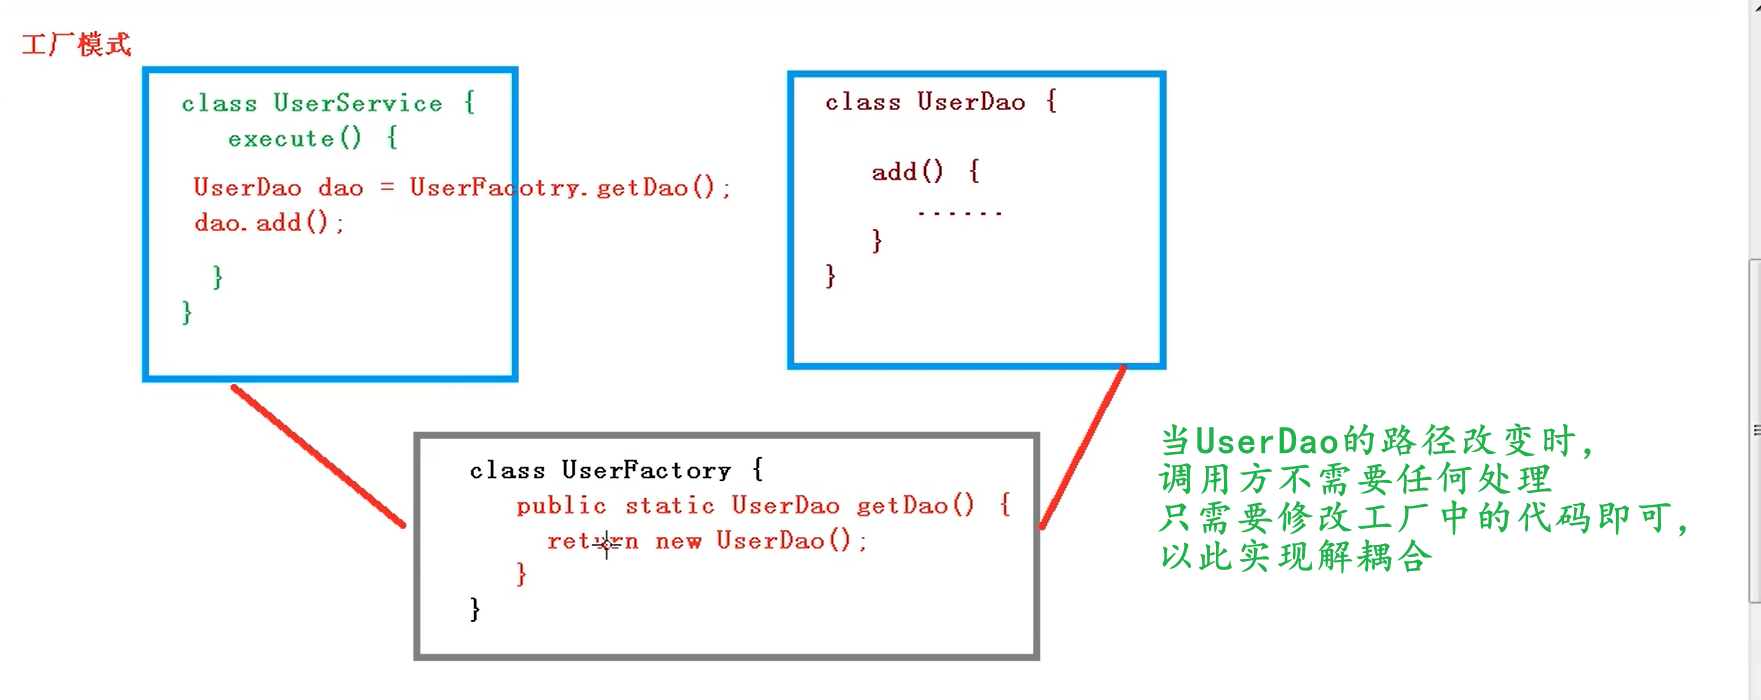 工厂模式
class UserService {
execute() {
UserDao dao = UserFacotry.getDao();
dao.add();
}
}
class UserDao {
add() {
......
}
}
class UserFactory {
public static UserDao getDao() {
return new UserDao();
}
}
当UserDao的路径改变时，
调用方不需要任何处理
只需要修改工厂中的代码即可，
以此实现解耦合